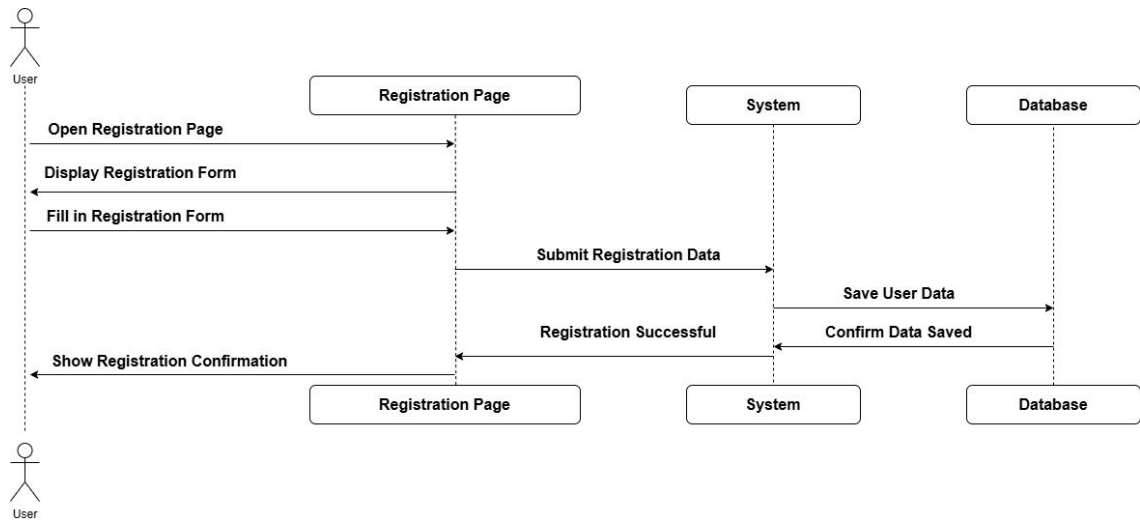 User
Registration Page
System
Database
Open Registration Page
Display Registration Form
Fill in Registration Form
Submit Registration Data
Save User Data
Confirm Data Saved
Registration Successful
Show Registration Confirmation
Registration Page
System
Database
User